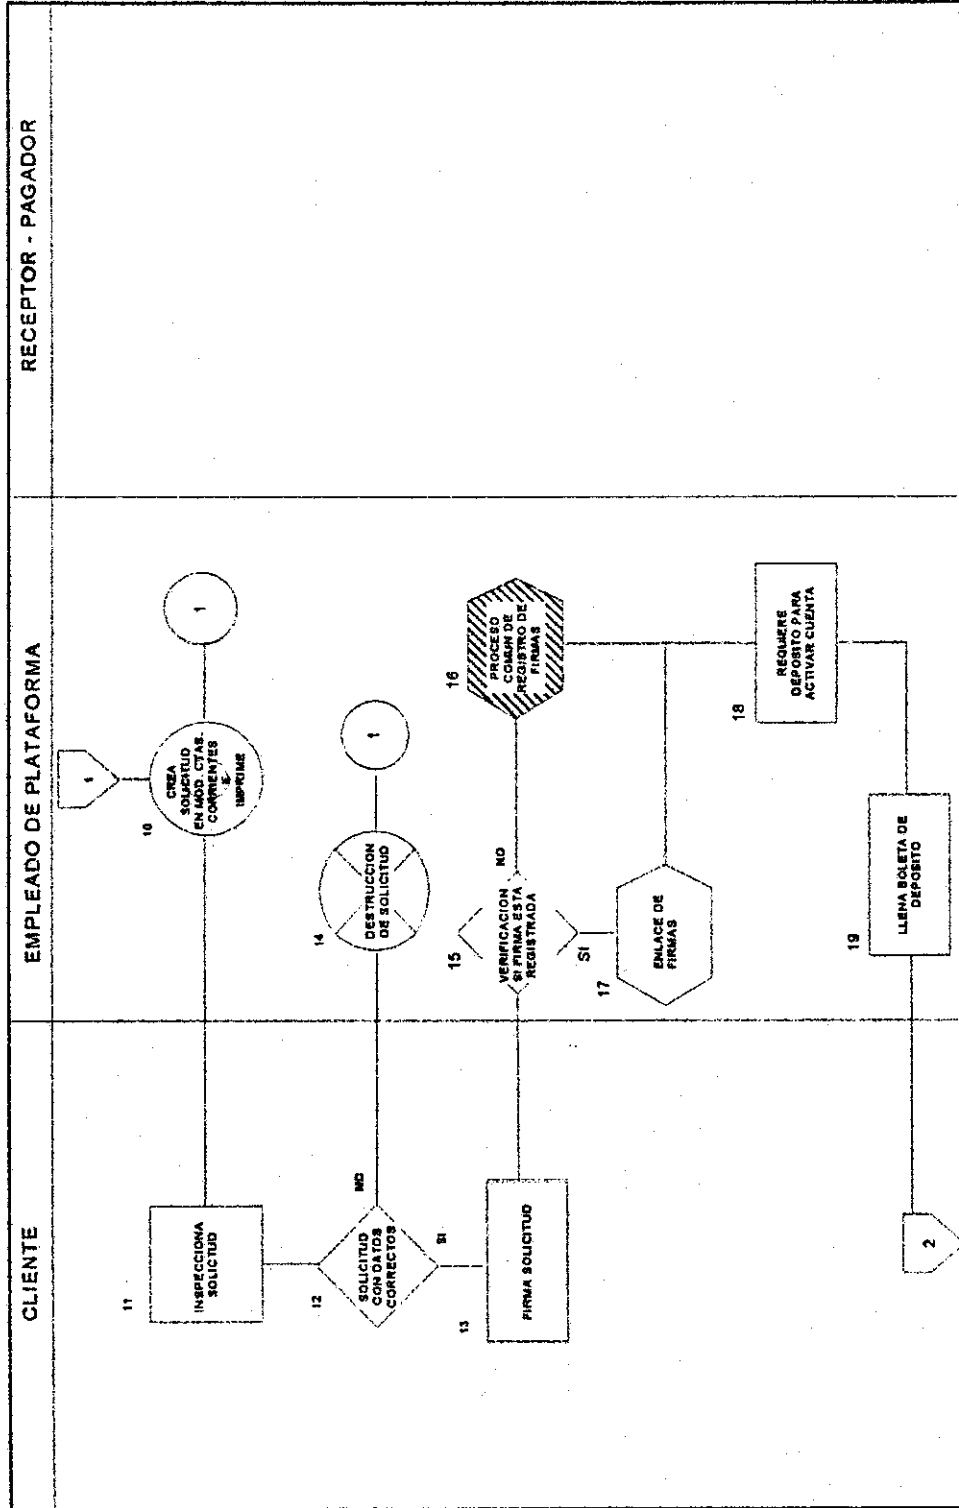 CLIENTE
EMPLEADO DE PLATAFORMA
RECEPTOR - PAGADOR
1
10
CREA
SOLICITUD
EN MOD. CTAS.
CORRIENTES
E
IMPRIME
1
11
INSPECCIONA
SOLICITUD
12
SOLICITUD
CON DATOS
CORRECTOS
NO
SI
14
DESTRUCCION
DE SOLICITUD
1
13
FIRMA SOLICITUD
15
VERIFICACION
SI FIRMA ESTA
REGISTRADA
NO
SI
16
PROCESO
COMUN DE
REGISTRO DE
FIRMAS
17
ENLACE DE
FIRMAS
18
REQUIERE
DEPOSITO PARA
ACTIVAR CUENTA
19
LLENA BOLETA DE
DEPOSITO
2